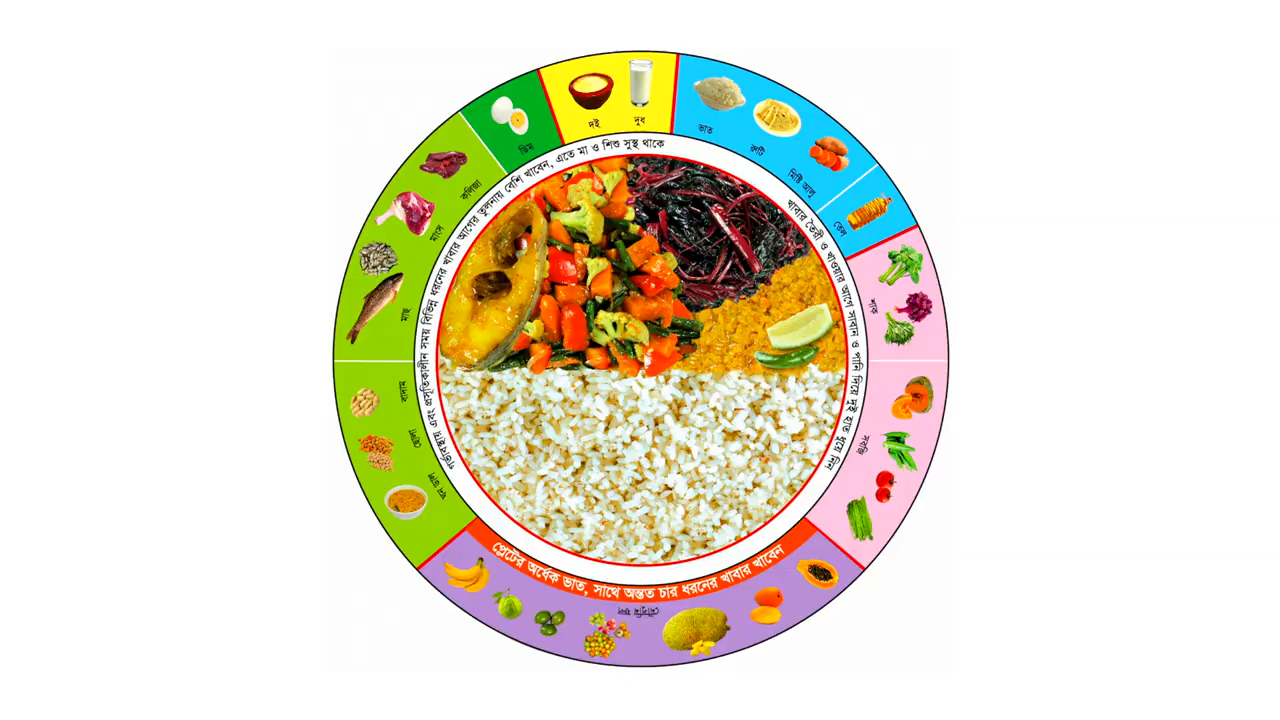 দই
দুধ
ভাত
রুটি
মিষ্টি আলু
তেল
শাক
সবজি
মৌসুমি ফল
ঘন ডাল
ছোলা
বাদাম
মাছ
মাংস
কলিজা
ডিম
গর্ভাবস্থায় এবং প্রসূতিকালীন সময় বিভিন্ন ধরনের খাবার আগের তুলনায় বেশি খাবেন, এতে মা ও শিশু সুস্থ থাকে
খাবার তৈরী ও খাওয়ার আগে সাবান ও পানি দিয়ে দুই হাত ধুয়ে নিন
প্লেটের অর্ধেক ভাত, সাথে অন্তত চার ধরনের খাবার খাবেন